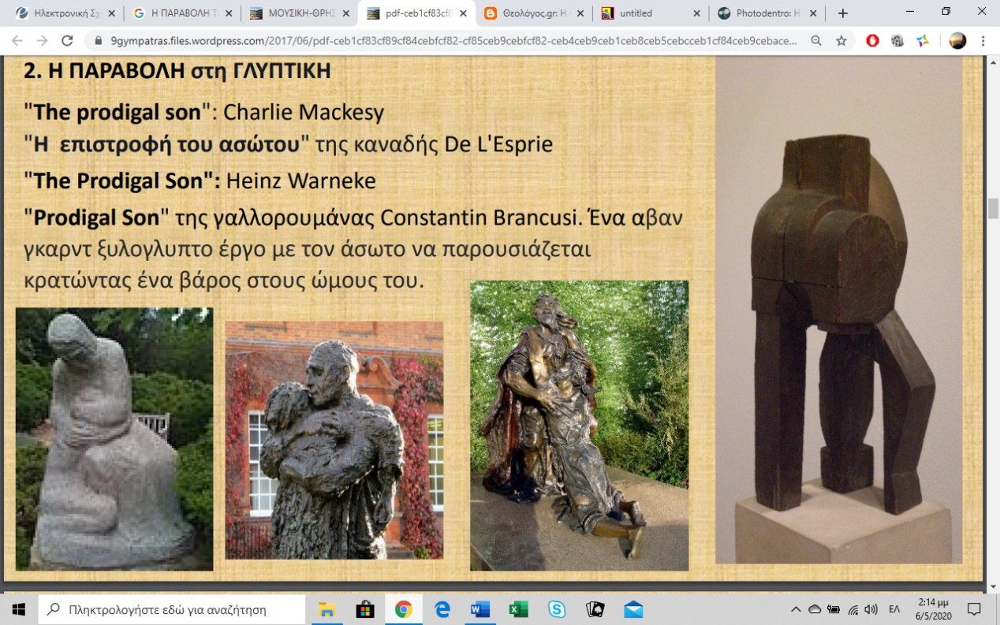 Ηλεκτρονική Σχ
Η ΠΑΡΑΒΟΛΗ Τ
ΜΟΥΣΙΚΗ-ΘΡΗΣ
pdf-ceb1cf83cf8
Θεολόγος.gr: Η
untitled
Photodentro: Η
9gympatras.files.wordpress.com/2017/06/pdf-ceb1cf83cf89cf84cebfcf82-cf85ceb9cebfcf82-ceb4ceb9ceb1ceb8ceb5cebcceb1cf84ceb9cebace...
2. Η ΠΑΡΑΒΟΛΗ στη ΓΛΥΠΤΙΚΗ
"The prodigal son": Charlie Mackesy
"Η επιστροφή του ασώτου" της καναδής De L'Esprie
"The Prodigal Son": Heinz Warneke
"Prodigal Son" της γαλλορουμάνας Constantin Brancusi. Ένα αβαν
γκαρντ ξυλογλυπτο έργο με τον άσωτο να παρουσιάζεται
κρατώντας ένα βάρος στους ώμους του.
Πληκτρολογήστε εδώ για αναζήτηση
ΕΛ
2:14 μμ
6/5/2020